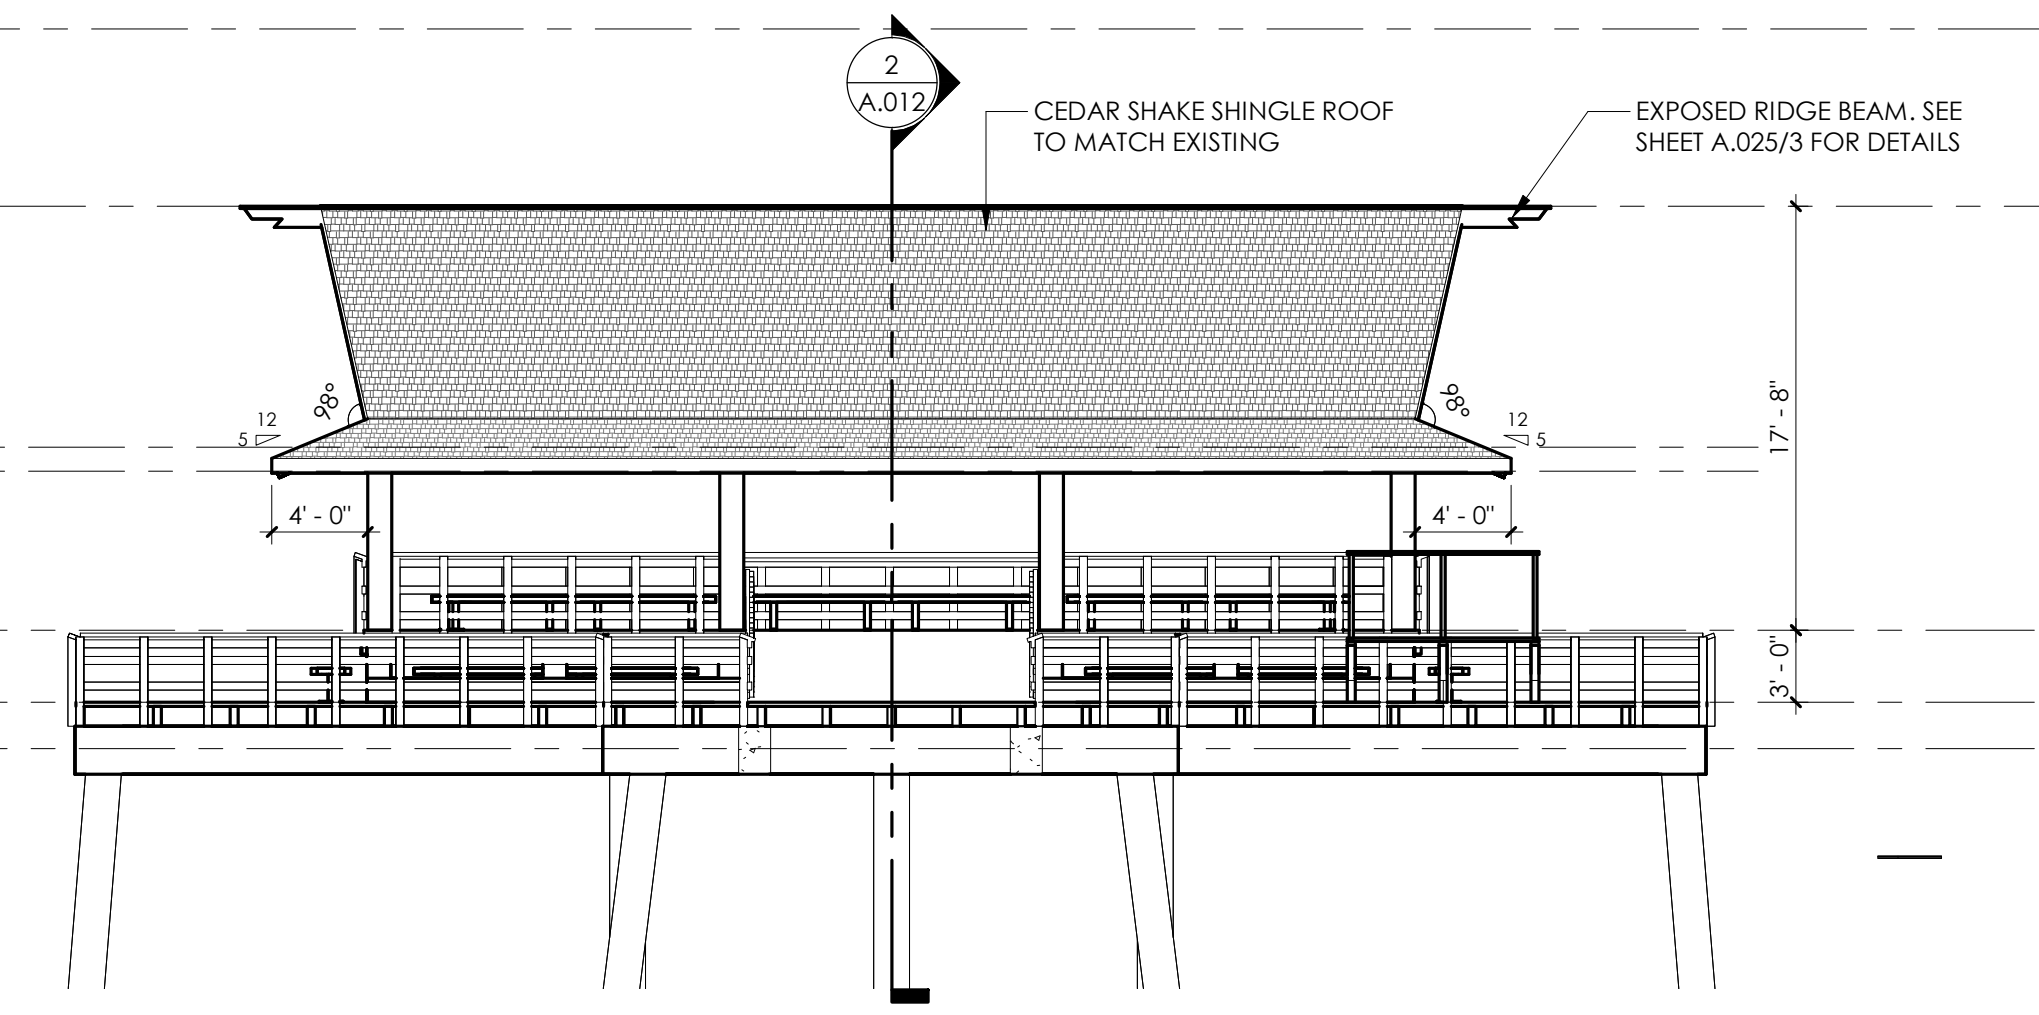 2
A.012
CEDAR SHAKE SHINGLE ROOF
TO MATCH EXISTING
EXPOSED RIDGE BEAM. SEE
SHEET A.025/3 FOR DETAILS
98°
98°
12
5
12
5
17' - 8"
4' - 0"
4' - 0"
3' - 0"